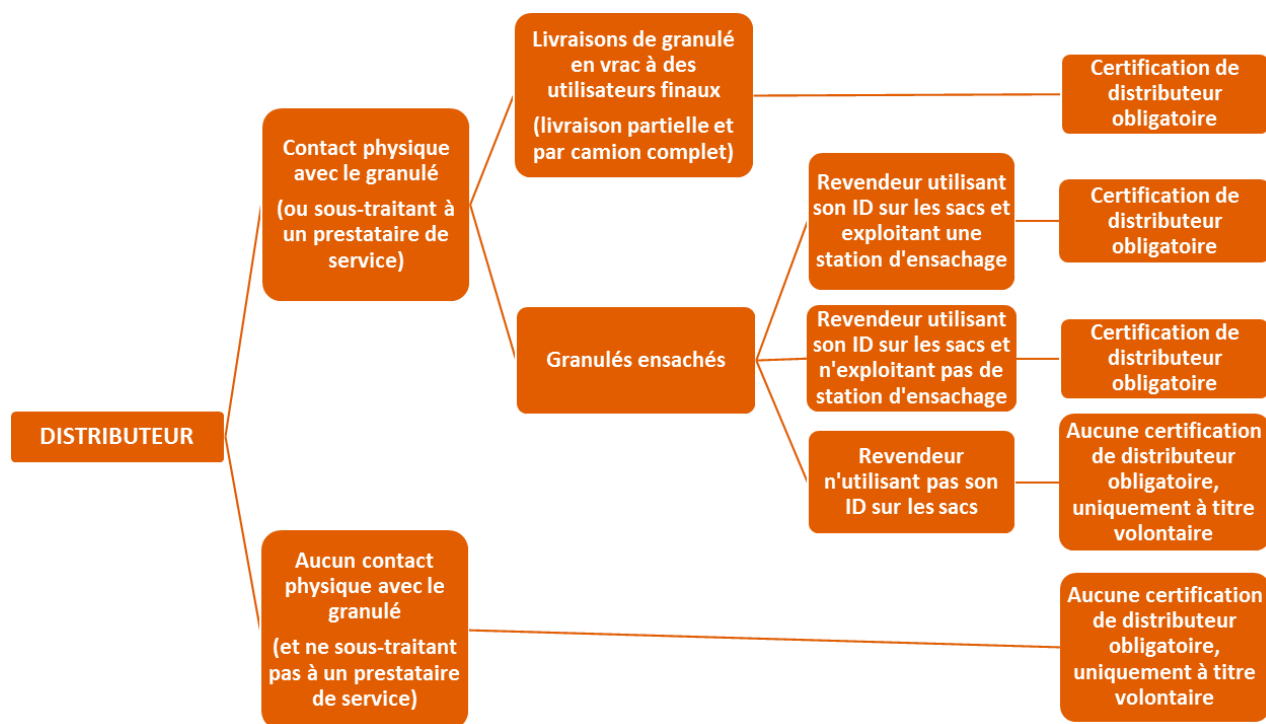 Livraisons de granulé
en vrac à des
utilisateurs finaux
(livraison partielle et
par camion complet)
Certification de
distributeur
obligatoire
Contact physique
avec le granulé
(ou sous-traitant à
un prestataire de
service)
Revendeur utilisant
son ID sur les sacs et
exploitant une
station d'ensachage
Certification de
distributeur
obligatoire
Granulés ensachés
Revendeur utilisant
son ID sur les sacs et
n'exploitant pas de
station d'ensachage
Certification de
distributeur
obligatoire
DISTRIBUTEUR
Revendeur
n'utilisant pas son
ID sur les sacs
Aucune certification
de distributeur
obligatoire,
uniquement à titre
volontaire
Aucun contact
physique avec le
granulé
(et ne sous-traitant
pas à un prestataire
de service)
Aucune certification
de distributeur
obligatoire,
uniquement à titre
volontaire